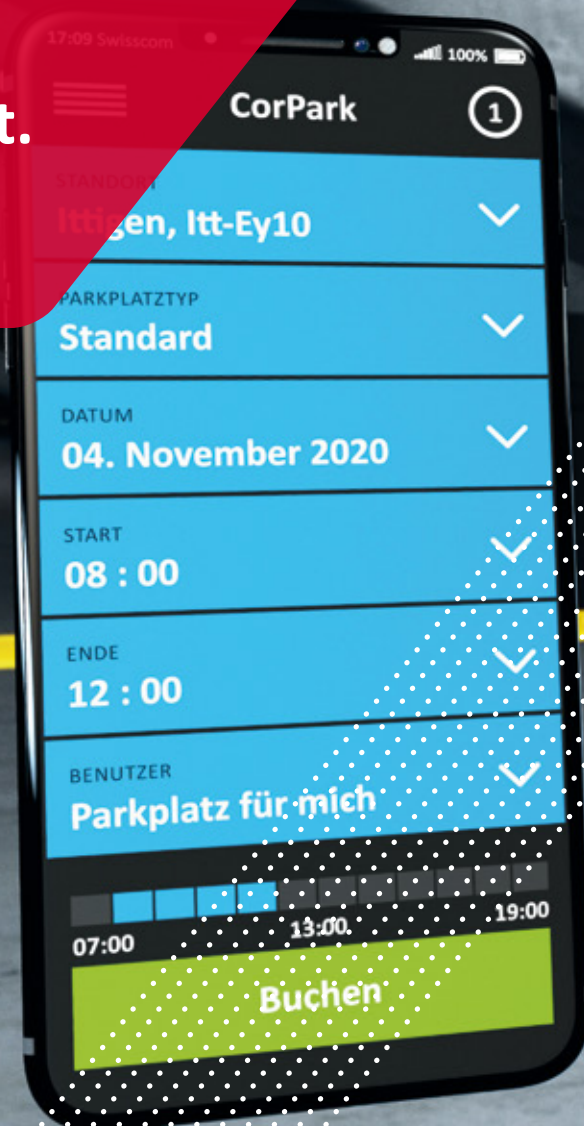 t.
17:09 Swisscom
100%
CorPark
1
STANDORT
Ittigen, Itt-Ey10
PARKPLATZTYP
Standard
DATUM
04. November 2020
START
08 : 00
ENDE
12 : 00
BENUTZER
Parkplatz für mich
07:00
13:00
19:00
Buchen